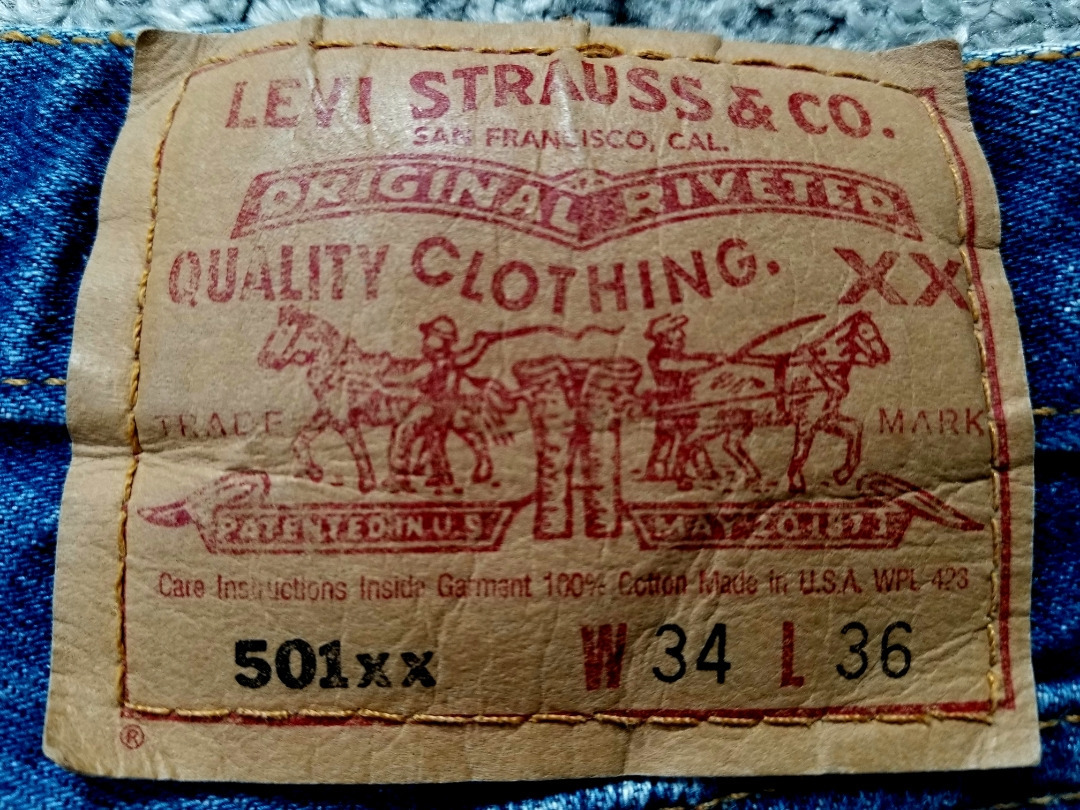 LEVI STRAUSS & CO.
SAN FRANCISCO, CAL.
ORIGINAL RIVETED
QUALITY CLOTHING. XX
TRADE MARK
PATENTED IN U.S MAY 20 1873
Care Instructions Inside Garment 100% Cotton Made in U.S.A. WPL 423
501xx W 34 L 36
®